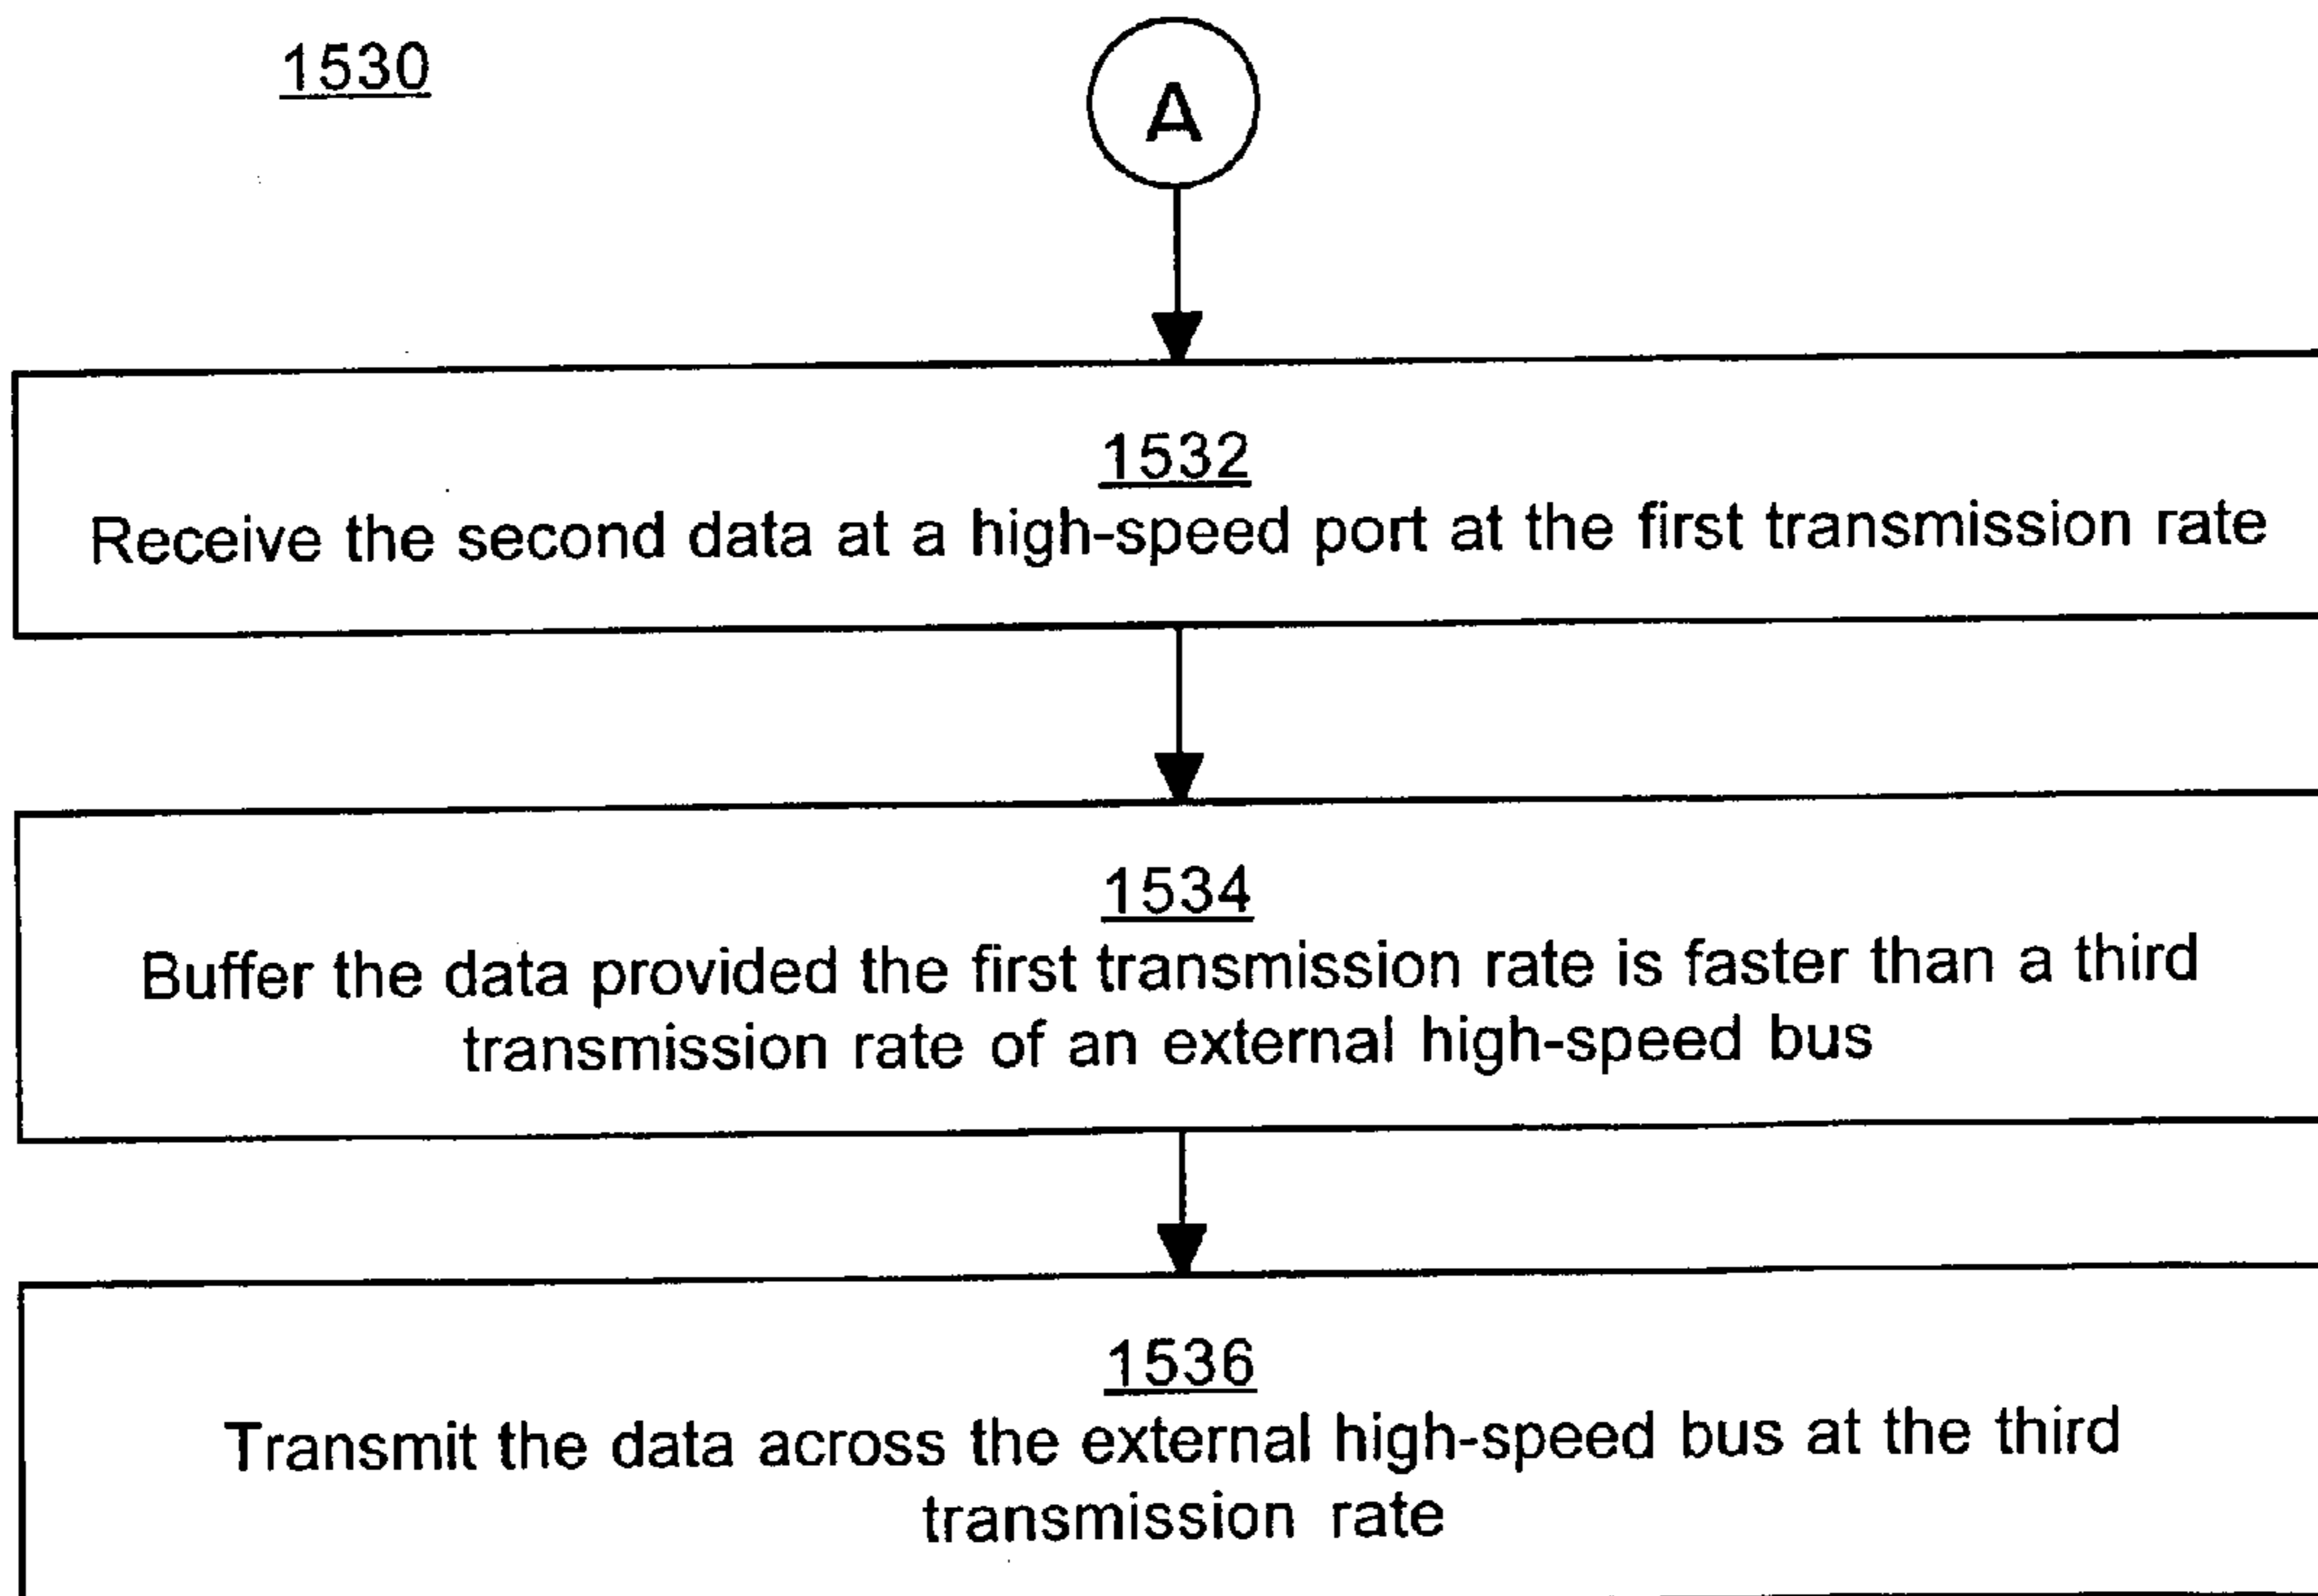 1530
A
1532
Receive the second data at a high-speed port at the first transmission rate
1534
Buffer the data provided the first transmission rate is faster than a third
transmission rate of an external high-speed bus
1536
Transmit the data across the external high-speed bus at the third
transmission rate